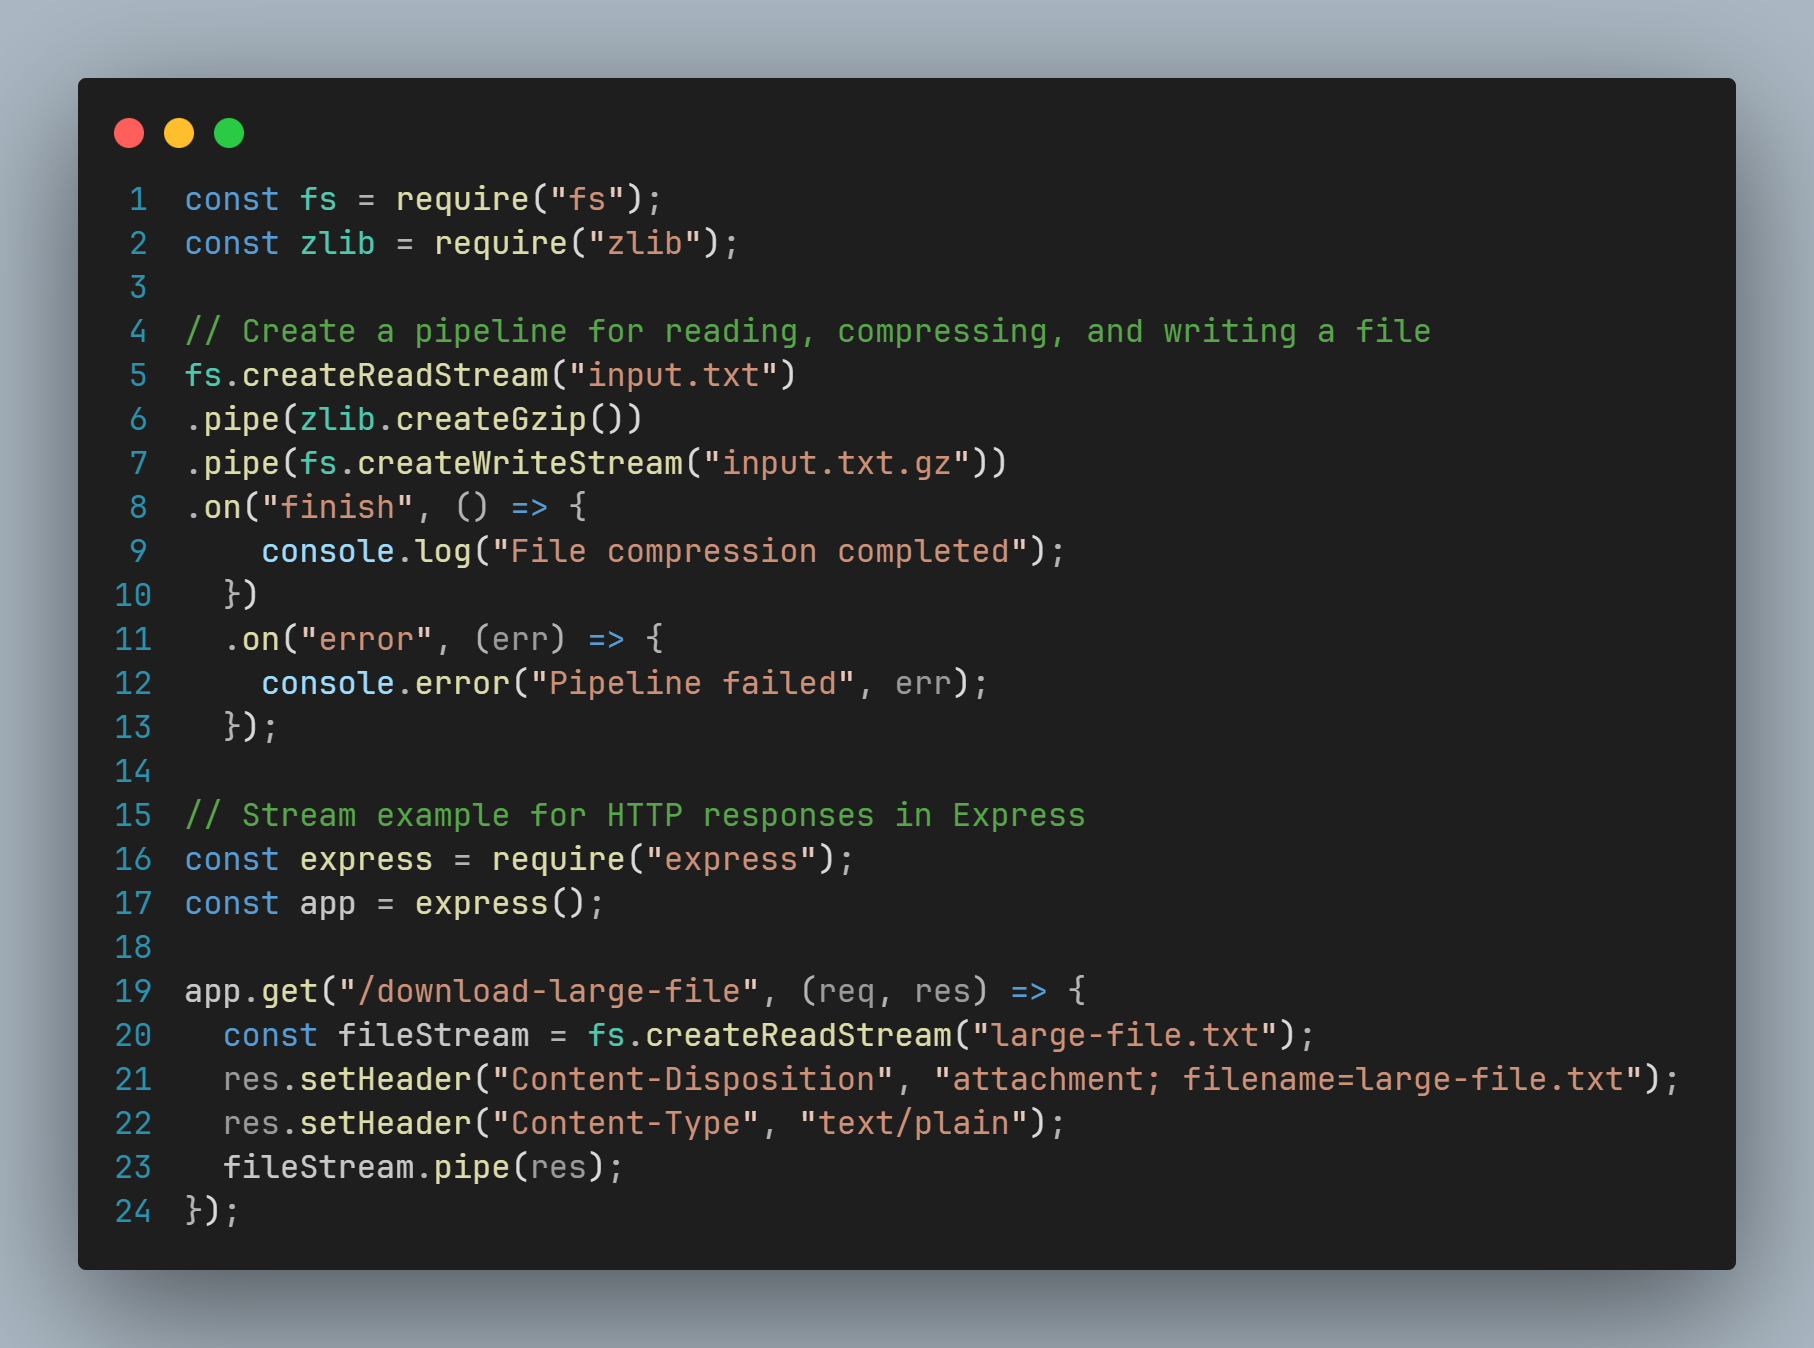 1 const fs = require("fs");
2 const zlib = require("zlib");
3
4 // Create a pipeline for reading, compressing, and writing a file
5 fs.createReadStream("input.txt")
6 .pipe(zlib.createGzip())
7 .pipe(fs.createWriteStream("input.txt.gz"))
8 .on("finish", () => {
9     console.log("File compression completed");
10   })
11   .on("error", (err) => {
12     console.error("Pipeline failed", err);
13   });
14
15 // Stream example for HTTP responses in Express
16 const express = require("express");
17 const app = express();
18
19 app.get("/download-large-file", (req, res) => {
20   const fileStream = fs.createReadStream("large-file.txt");
21   res.setHeader("Content-Disposition", "attachment; filename=large-file.txt");
22   res.setHeader("Content-Type", "text/plain");
23   fileStream.pipe(res);
24 });